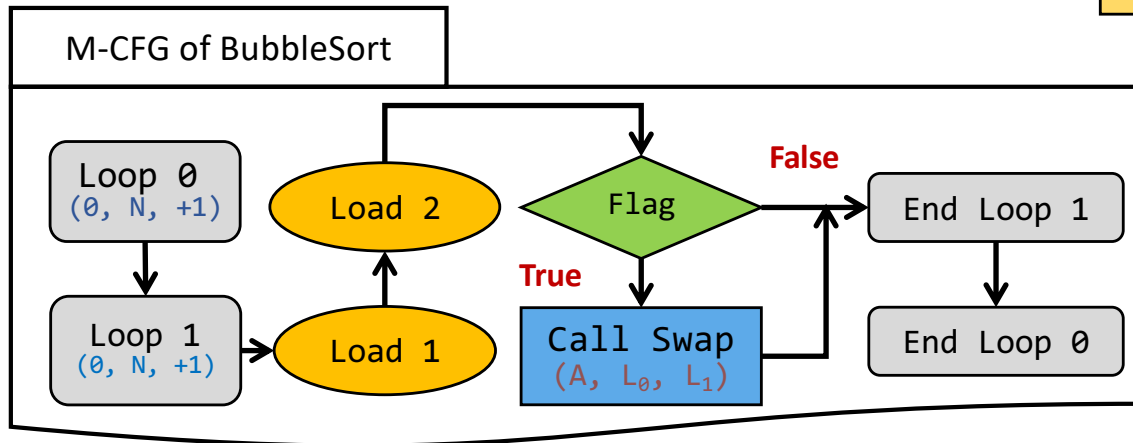 M-CFG of BubbleSort
Loop 0
(0, N, +1)
Loop 1
(0, N, +1)
Load 1
Load 2
Flag
True
False
Call Swap
(A, L₀, L₁)
End Loop 1
End Loop 0